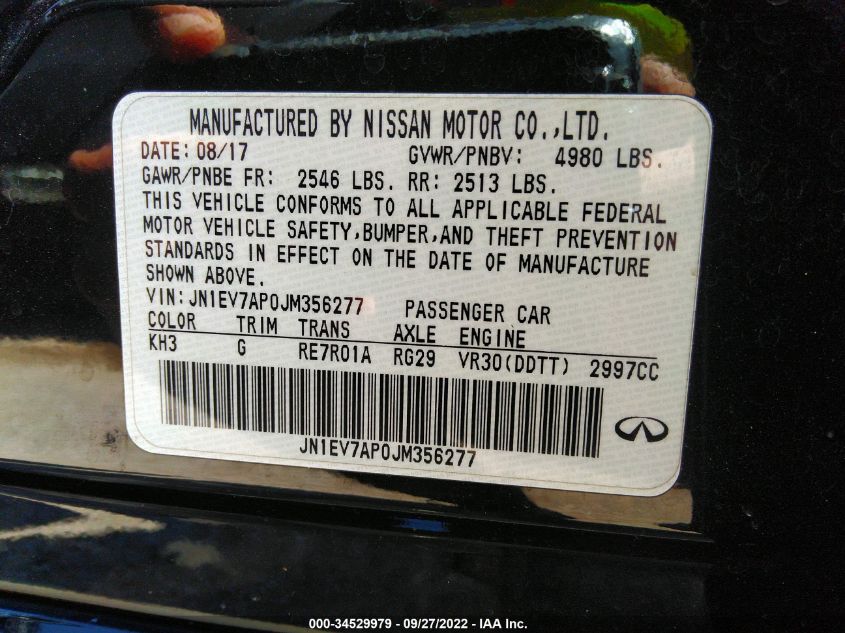 MANUFACTURED BY NISSAN MOTOR CO.,LTD.
DATE: 08/17 GVWR/PNBV: 4980 LBS.
GAWR/PNBE FR: 2546 LBS. RR: 2513 LBS.
THIS VEHICLE CONFORMS TO ALL APPLICABLE FEDERAL
MOTOR VEHICLE SAFETY,BUMPER,AND THEFT PREVENTION
STANDARDS IN EFFECT ON THE DATE OF MANUFACTURE
SHOWN ABOVE.
VIN: JN1EV7AP0JM356277 PASSENGER CAR
COLOR TRIM TRANS AXLE ENGINE
KH3 G RE7R01A RG29 VR30(DDTT) 2997CC
JN1EV7AP0JM356277
000-34529979 - 09/27/2022 - IAA Inc.